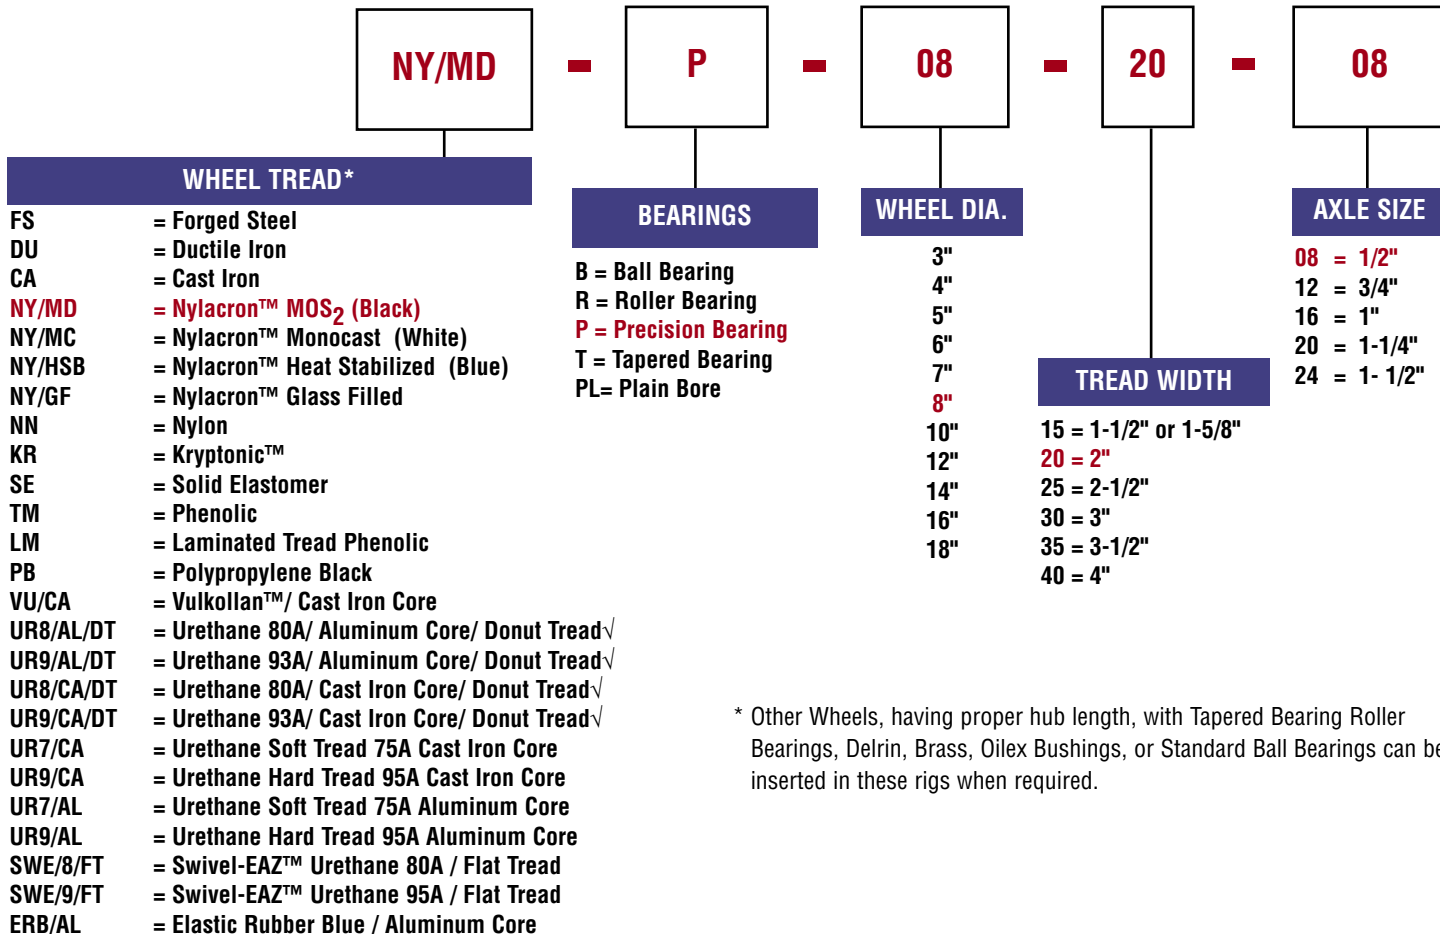 NY/MD - P - 08 - 20 - 08
WHEEL TREAD*
FS = Forged Steel
DU = Ductile Iron
CA = Cast Iron
NY/MD = Nylacron™ MOS2 (Black)
NY/MC = Nylacron™ Monocast (White)
NY/HSB = Nylacron™ Heat Stabilized (Blue)
NY/GF = Nylacron™ Glass Filled
NN = Nylon
KR = Kryptonic™
SE = Solid Elastomer
TM = Phenolic
LM = Laminated Tread Phenolic
PB = Polypropylene Black
VU/CA = Vulkollan™/ Cast Iron Core
UR8/AL/DT = Urethane 80A/ Aluminum Core/ Donut Tread√
UR9/AL/DT = Urethane 93A/ Aluminum Core/ Donut Tread√
UR8/CA/DT = Urethane 80A/ Cast Iron Core/ Donut Tread√
UR9/CA/DT = Urethane 93A/ Cast Iron Core/ Donut Tread√
UR7/CA = Urethane Soft Tread 75A Cast Iron Core
UR9/CA = Urethane Hard Tread 95A Cast Iron Core
UR7/AL = Urethane Soft Tread 75A Aluminum Core
UR9/AL = Urethane Hard Tread 95A Aluminum Core
SWE/8/FT = Swivel-EAZ™ Urethane 80A / Flat Tread
SWE/9/FT = Swivel-EAZ™ Urethane 95A / Flat Tread
ERB/AL = Elastic Rubber Blue / Aluminum Core
BEARINGS
B = Ball Bearing
R = Roller Bearing
P = Precision Bearing
T = Tapered Bearing
PL= Plain Bore
WHEEL DIA.
3"
4"
5"
6"
7"
8"
10"
12"
14"
16"
18"
TREAD WIDTH
15 = 1-1/2" or 1-5/8"
20 = 2"
25 = 2-1/2"
30 = 3"
35 = 3-1/2"
40 = 4"
AXLE SIZE
08 = 1/2"
12 = 3/4"
16 = 1"
20 = 1-1/4"
24 = 1- 1/2"
* Other Wheels, having proper hub length, with Tapered Bearing Roller
Bearings, Delrin, Brass, Oilex Bushings, or Standard Ball Bearings can be
inserted in these rigs when required.